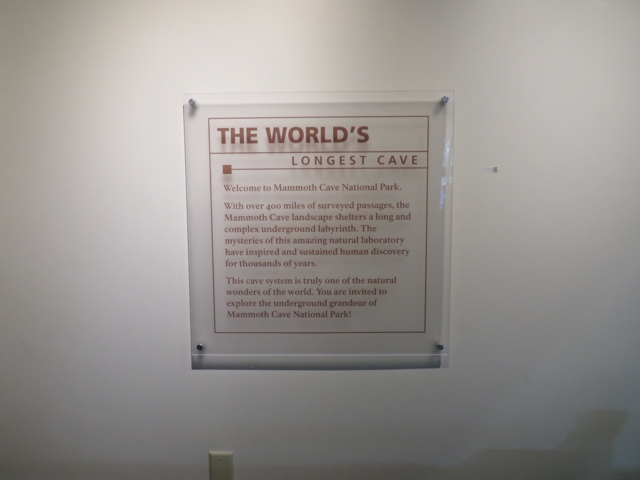 THE WORLD'S
LONGEST CAVE
Welcome to Mammoth Cave National Park.
With over 400 miles of surveyed passages, the
Mammoth Cave landscape shelters a long and
complex underground labyrinth. The
mysteries of this amazing natural laboratory
have inspired and sustained human discovery
for thousands of years.
This cave system is truly one of the natural
wonders of the world. You are invited to
explore the underground grandeur of
Mammoth Cave National Park!